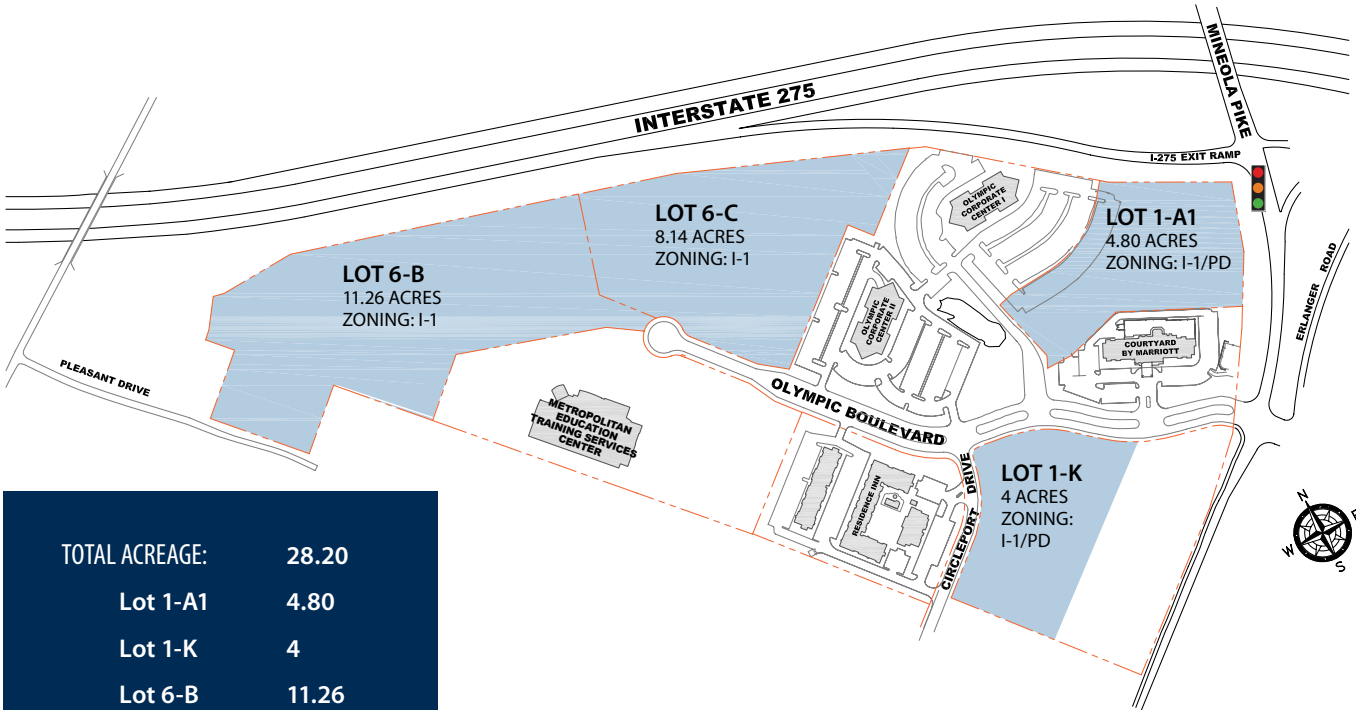 MINEOLA PIKE
INTERSTATE 275
I-275 EXIT RAMP
OLYMPIC
CORPORATE
CENTER I
LOT 6-C
8.14 ACRES
ZONING: I-1
LOT 1-A1
4.80 ACRES
ZONING: I-1/PD
LOT 6-B
11.26 ACRES
ZONING: I-1
ERLANGER ROAD
OLYMPIC
CORPORATE
CENTER II
COURTYARD
BY MARRIOTT
PLEASANT DRIVE
OLYMPIC BOULEVARD
METROPOLITAN
EDUCATION
TRAINING SERVICES
CENTER
LOT 1-K
4 ACRES
ZONING:
I-1/PD
RESIDENCE INN
CIRCLEPORT DRIVE
N
E
W
S
TOTAL ACREAGE: 28.20
Lot 1-A1 4.80
Lot 1-K 4
Lot 6-B 11.26